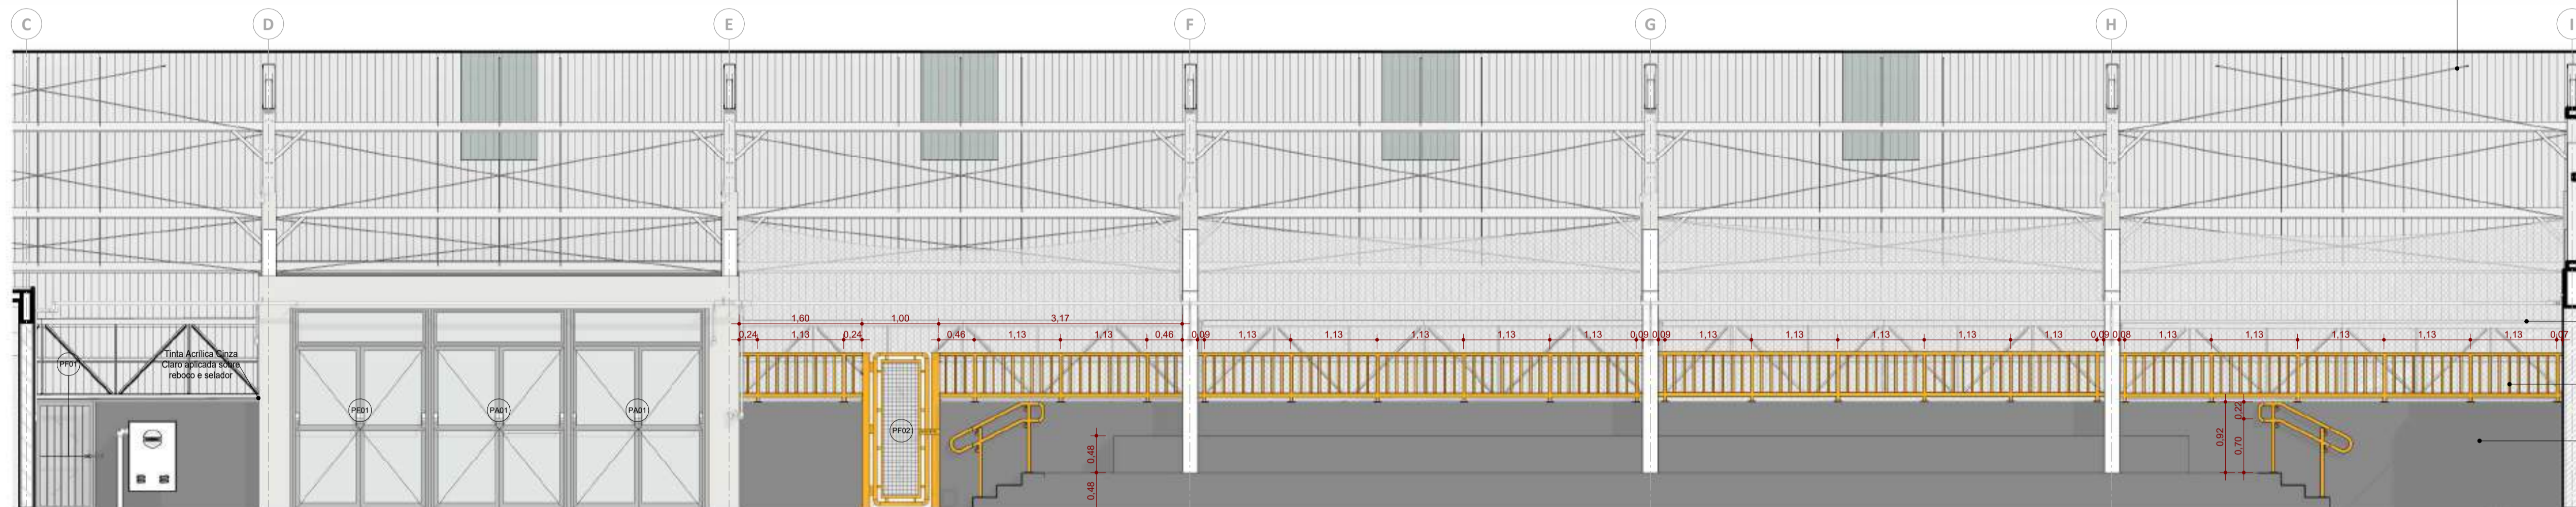 C D E F G H
1,60 1,00 3,17
0,24 1,13 0,24 0,46 1,13 1,13 0,46 0,09 1,13 1,13 1,13 1,13 1,13 0,09 0,09 1,13 1,13 1,13 1,13 1,13 0,09 0,08 1,13 1,13 1,13 1,13 1,13 0,07
Tinta Acrílica Cinza
Claro aplicada sobre
reboco e selador
PF01
PA01
PA01
PF02
0,48
0,48
0,92
0,22
0,70